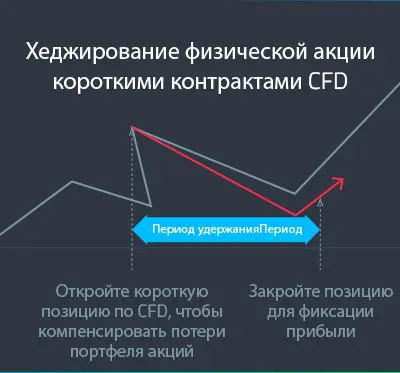 Хеджирование физической акции
короткими контрактами CFD
Период удержанияПериод
Откройте короткую
позицию по CFD, чтобы
компенсировать потери
портфеля акций
Закройте позицию
для фиксации
прибыли